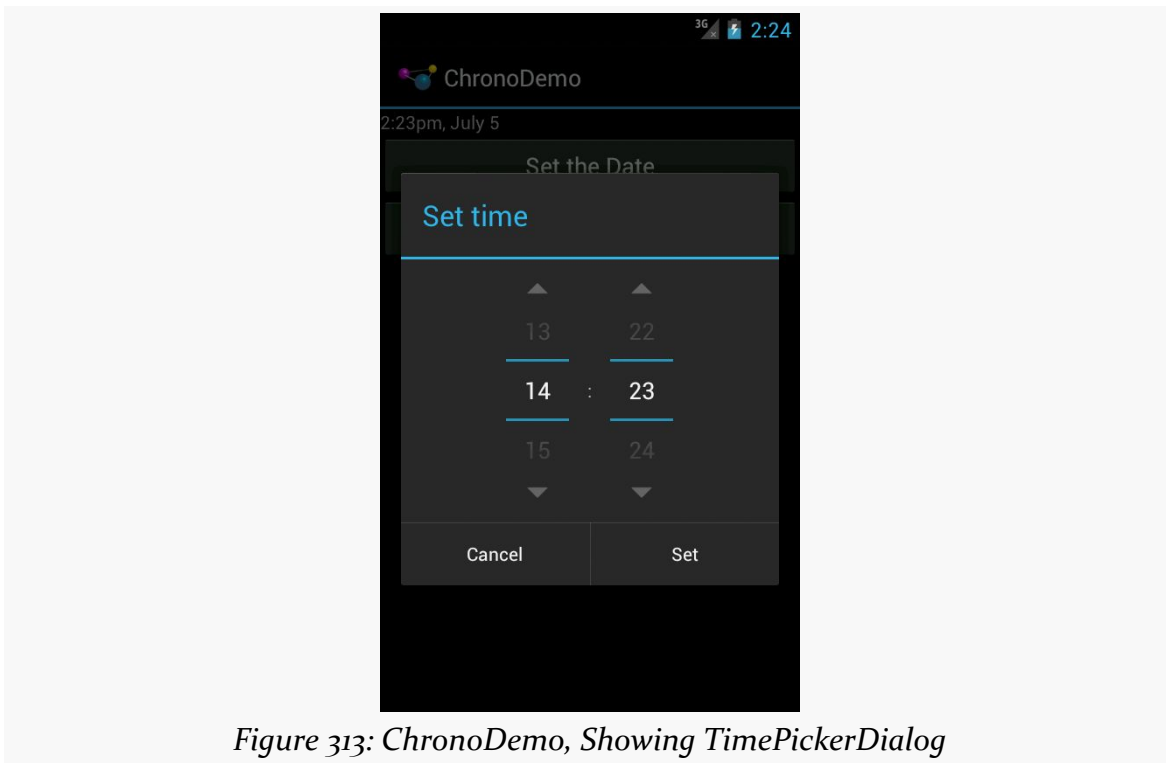 3G 2:24
ChronoDemo
2:23pm, July 5
Set the Date
Set time
13 22
14 : 23
15 24
Cancel Set
Figure 313: ChronoDemo, Showing TimePickerDialog